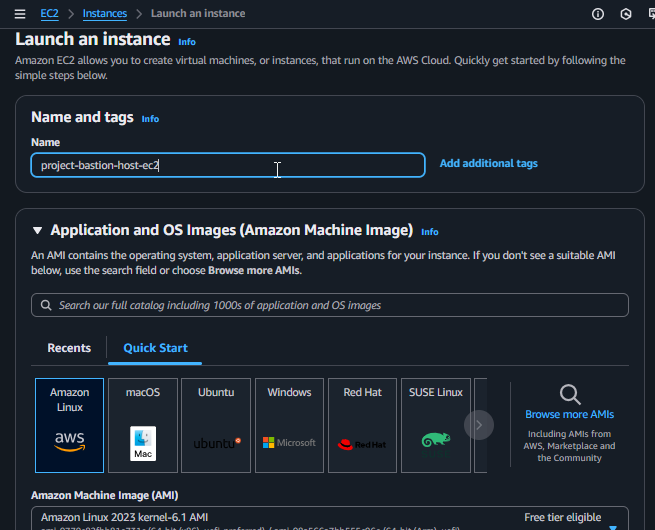 EC2 > Instances > Launch an instance
Launch an instance Info
Amazon EC2 allows you to create virtual machines, or instances, that run on the AWS Cloud. Quickly get started by following the
simple steps below.
Name and tags Info
Name
project-bastion-host-ec2
Add additional tags
Application and OS Images (Amazon Machine Image) Info
An AMI contains the operating system, application server, and applications for your instance. If you don't see a suitable AMI
below, use the search field or choose Browse more AMIs.
Search our full catalog including 1000s of application and OS images
Recents
Quick Start
Amazon
Linux
aws
macOS
Mac
Ubuntu
ubuntu
Windows
Microsoft
Red Hat
Red Hat
SUSE Linux
Browse more AMIs
Including AMIs from
AWS, Marketplace and
the Community
Amazon Machine Image (AMI)
Amazon Linux 2023 kernel-6.1 AMI
Free tier eligible